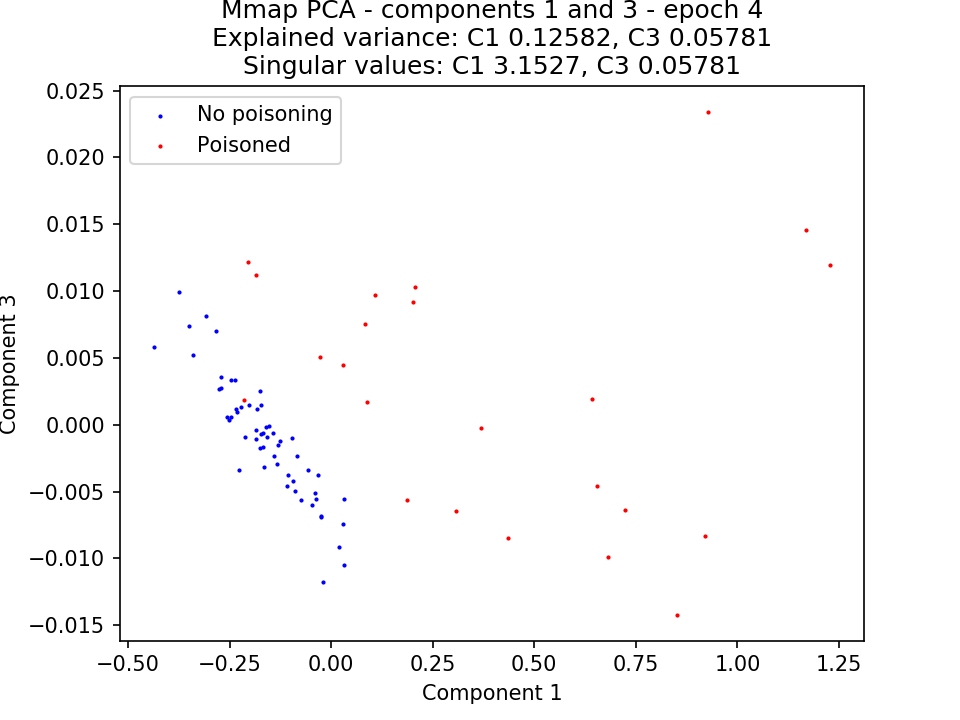 Mmap PCA - components 1 and 3 - epoch 4
Explained variance: C1 0.12582, C3 0.05781
Singular values: C1 3.1527, C3 0.05781
No poisoning
Poisoned
0.025
0.020
0.015
0.010
0.005
0.000
−0.005
−0.010
−0.015
Component 3
−0.50
−0.25
0.00
0.25
0.50
0.75
1.00
1.25
Component 1